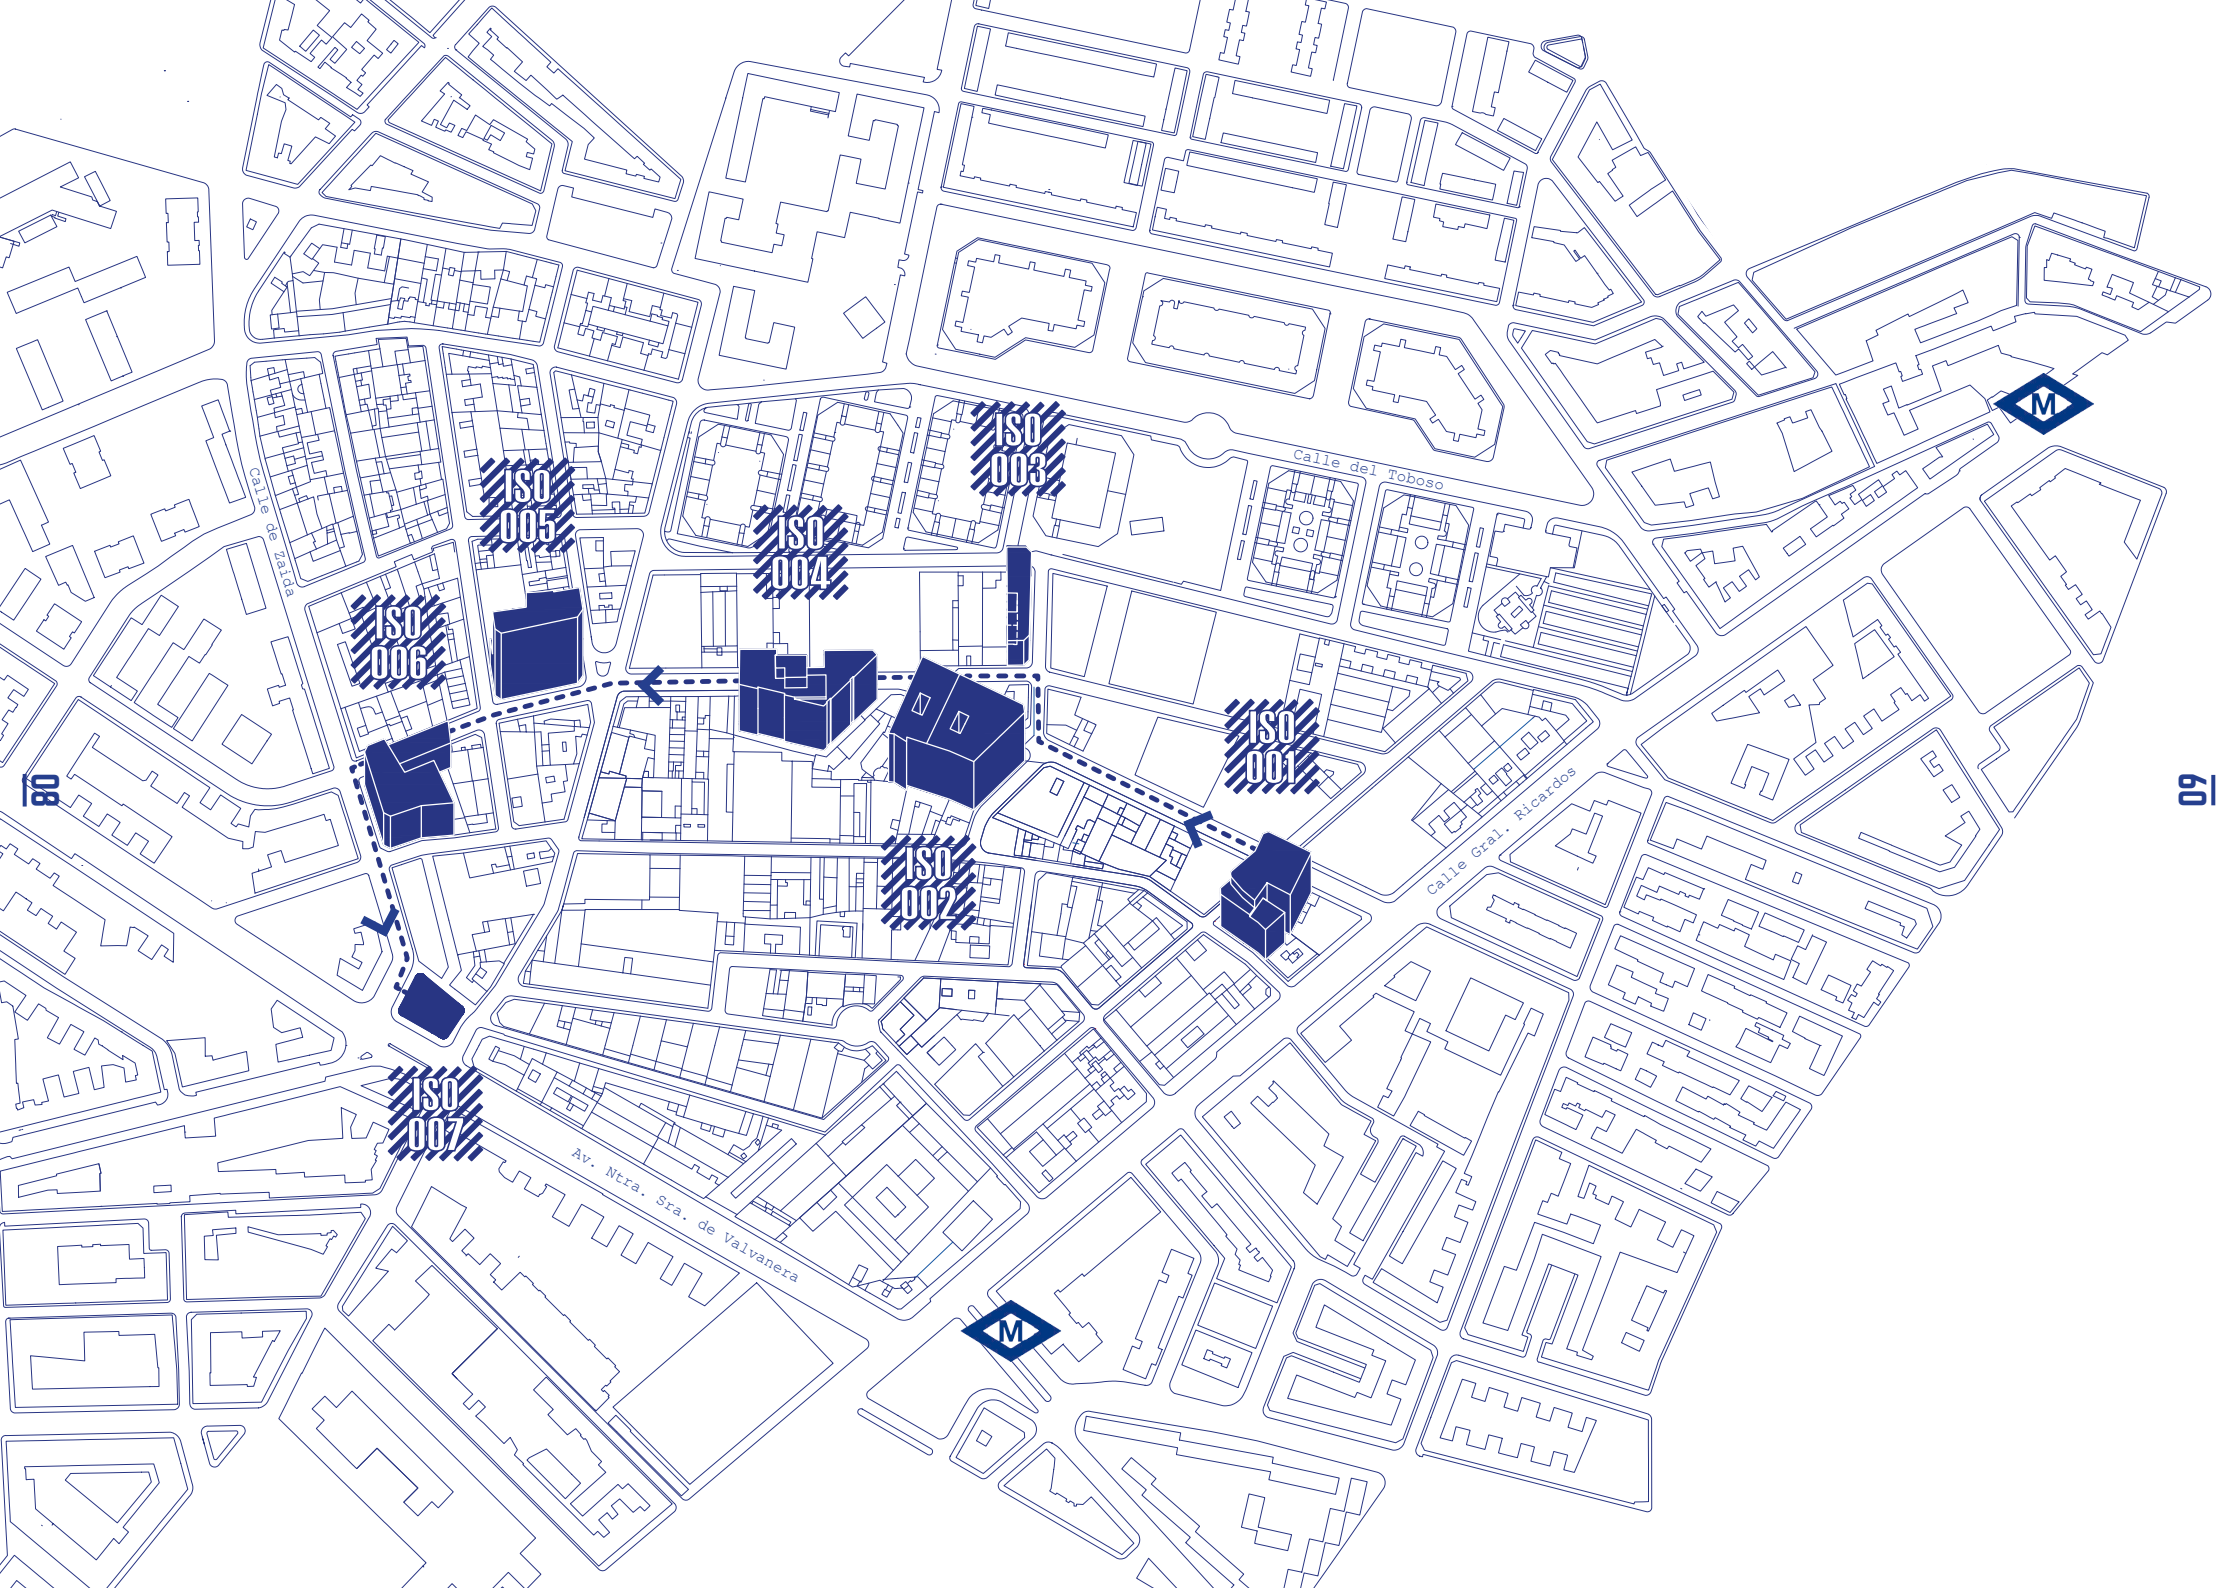 M
ISO
003
Calle del Toboso
ISO
005
Calle de Zaida
ISO
004
ISO
006
ISO
001
80
09
Calle Gral. Ricardos
ISO
002
ISO
007
Av. Ntra. Sra. de Valvanera
M